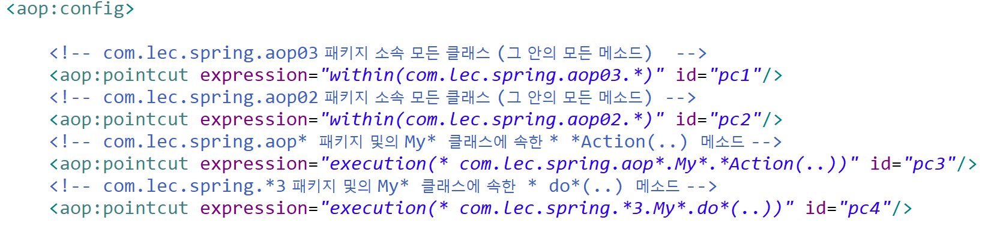 <aop:config>
<!-- com.lec.spring.aop03 패키지 소속 모든 클래스 (그 안의 모든 메소드)  -->
<aop:pointcut expression="within(com.lec.spring.aop03.*)" id="pc1"/>
<!-- com.lec.spring.aop02 패키지 소속 모든 클래스 (그 안의 모든 메소드) -->
<aop:pointcut expression="within(com.lec.spring.aop02.*)" id="pc2"/>
<!-- com.lec.spring.aop* 패키지 및의 My* 클래스에 속한 * *Action(..) 메소드 -->
<aop:pointcut expression="execution(* com.lec.spring.aop*.My*.*Action(..))" id="pc3"/>
<!-- com.lec.spring.*3 패키지 및의 My* 클래스에 속한  * do*(..) 메소드 -->
<aop:pointcut expression="execution(* com.lec.spring.*3.My*.do*(..))" id="pc4"/>